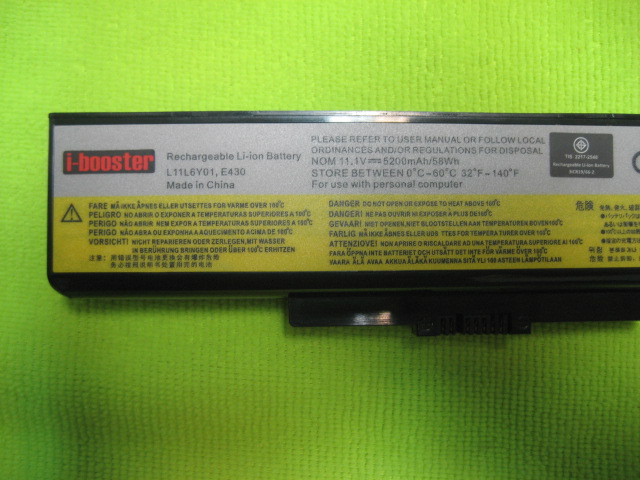 i-booster
Rechargeable Li-ion Battery
L11L6Y01, E430
Made in China
PLEASE REFER TO USER MANUAL OR FOLLOW LOCAL
ORDINANCES AND/OR REGULATIONS FOR DISPOSAL
NOM 11.1V⎓5200mAh/58Wh
STORE BETWEEN 0°C~60°C 32°F~140°F
For use with personal computer
TIS 2217-2548
Rechargeable Li-ion Battery
FARE MÅ IKKE ÅPNES ELLER UTSETTES FOR VARME OVER 100°C
PELIGRO NO ABRIR O EXPONER A TEMPERATURAS SUPERIORES A 100°C
PERIGO NÃO ABRIR NEM EXPOR A TEMPERATURAS SUPERIORES A 100°C
PERIGO NÃO ABRA OU EXPONHA A AQUECIMENTO ACIMA DE 100°C
VORSICHT! NICHT REPARIEREN ODER ZERLEGEN, MIT WASSER
IN BERÜHRUNG BRINGEN ODER ÜBER 100°C ERHITZEN
DANGER DO NOT OPEN OR EXPOSE TO HEAT ABOVE 100°C
DANGER NE PAS OUVRIR NI EXPOSER A PLUS DE 100°C
GEVAAR! NIET OPENEN, NIET BLOOTSTELLEN AAN TEMPERATUREN BOVEN 100°C
FARE! MÅ IKKE ÅBNES ELLER UDSÆTTES FOR TEMPERATURER OVER 100°C
ATTENZIONE! NON APRIRE O RISCALDARE AD UNA TEMPERATURA SUPERIORE A 100°C
FARA ÖPPNA INTE BATTERIET OCH UTSÄTT DET INTE FÖR VÄRME ÖVER 100°C
VAARA ÄLÄ AVAA AKKUA ÄLÄKÄ KUUMENNA SITÄ YLI 100 ASTEEN LÄMPÖTILAAN
危険